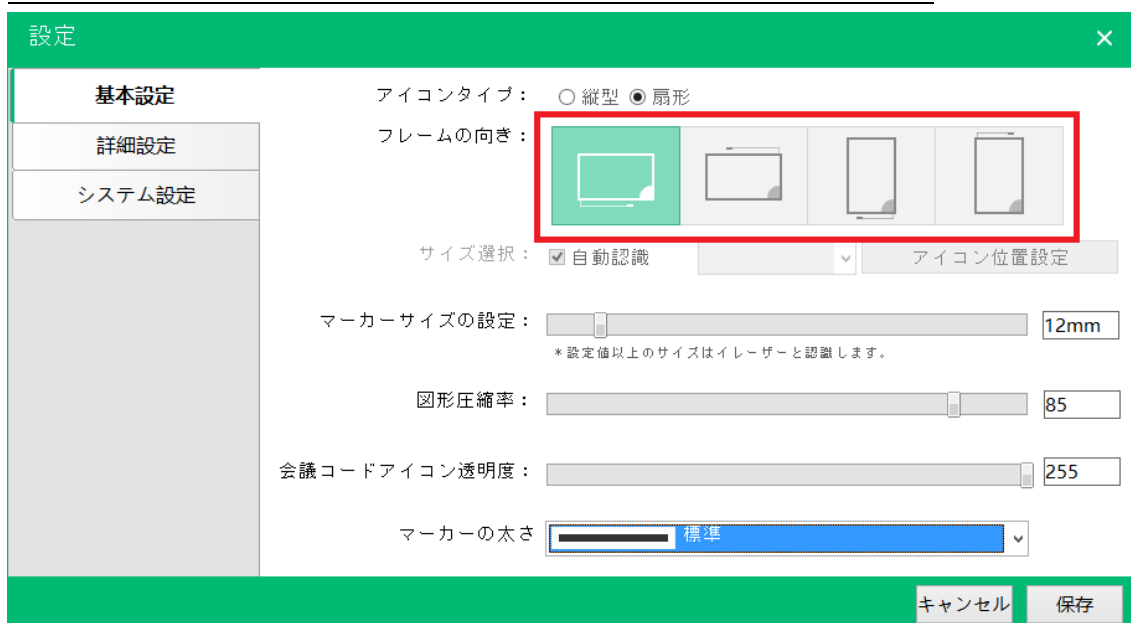 設定
×
基本設定
詳細設定
システム設定
アイコンタイプ：
縦型 扇形
フレームの向き：
サイズ選択：
自動認識
アイコン位置設定
マーカーサイズの設定：
12mm
*設定値以上のサイズはイレーザーと認識します。
図形圧縮率：
85
会議コードアイコン透明度：
255
マーカーの太さ
標準
キャンセル
保存